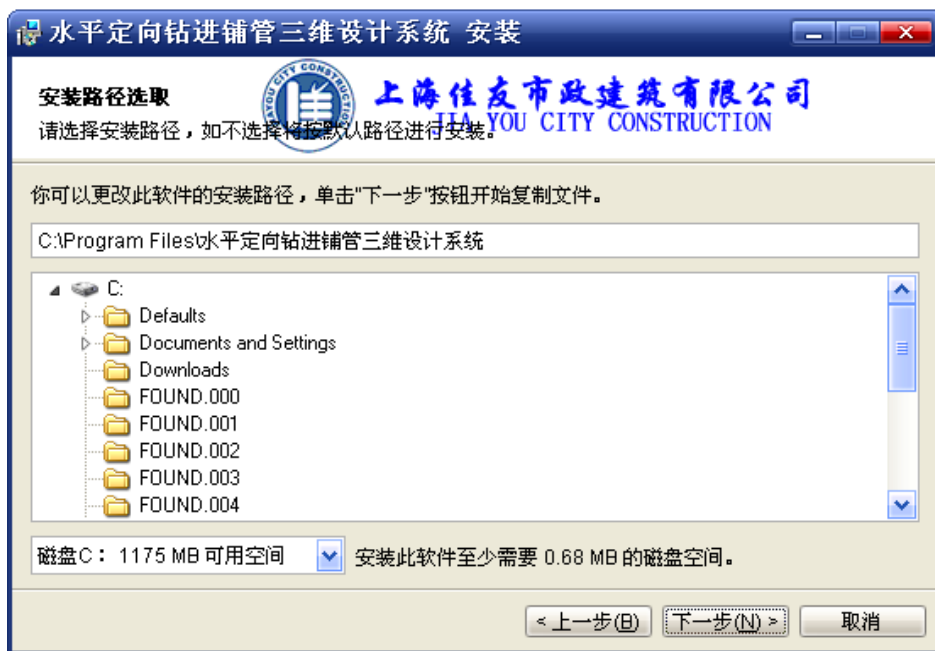 水平定向钻进铺管三维设计系统 安装
安装路径选取
上海佳友市政建筑有限公司
JIA YOU CITY CONSTRUCTION
请选择安装路径，如不选择将按默认路径进行安装。
你可以更改此软件的安装路径，单击"下一步"按钮开始复制文件。
C:\Program Files\水平定向钻进铺管三维设计系统
C:
Defaults
Documents and Settings
Downloads
FOUND.000
FOUND.001
FOUND.002
FOUND.003
FOUND.004
磁盘C： 1175 MB 可用空间
安装此软件至少需要 0.68 MB 的磁盘空间。
< 上一步(B)
下一步(N) >
取消